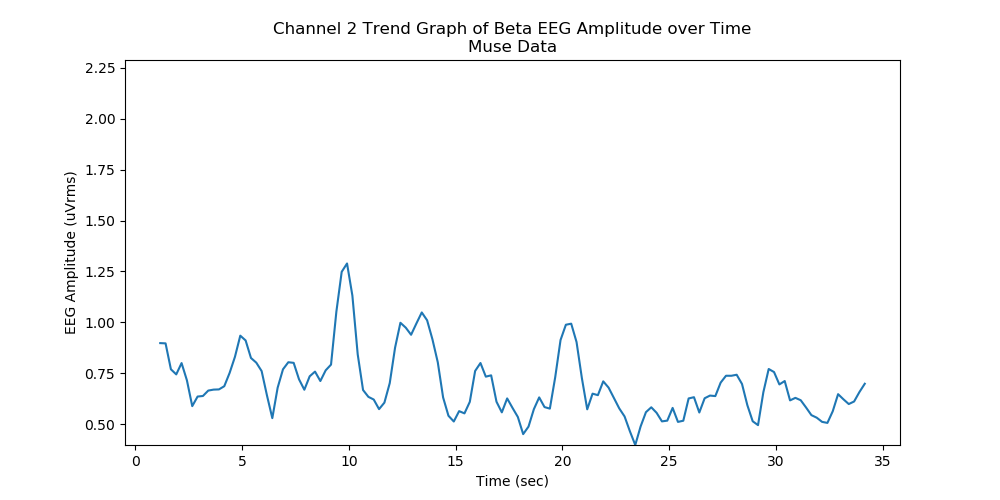 Channel 2 Trend Graph of Beta EEG Amplitude over Time
Muse Data
EEG Amplitude (uVrms)
2.25
2.00
1.75
1.50
1.25
1.00
0.75
0.50
0 5 10 15 20 25 30 35
Time (sec)